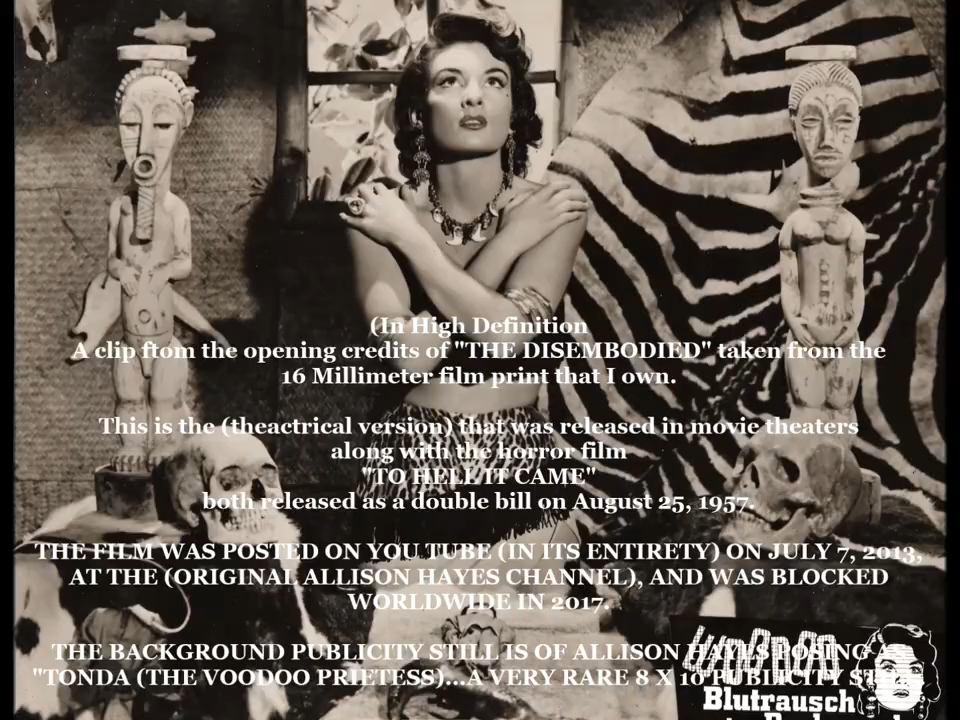 (In High Definition
A clip ftom the opening credits of "THE DISEMBODIED" taken from the
16 Millimeter film print that I own.
This is the (theactrical version) that was released in movie theaters
along with the horror film
"TO HELL IT CAME"
both released as a double bill on August 25, 1957.
THE FILM WAS POSTED ON YOU TUBE (IN ITS ENTIRETY) ON JULY 7, 2013,
AT THE (ORIGINAL ALLISON HAYES CHANNEL), AND WAS BLOCKED
WORLDWIDE IN 2017.
THE BACKGROUND PUBLICITY STILL IS OF ALLISON HAYES POSING AS
"TONDA (THE VOODOO PRIETESS)...A VERY RARE 8 X 10 PUBLICITY
Blutrausch